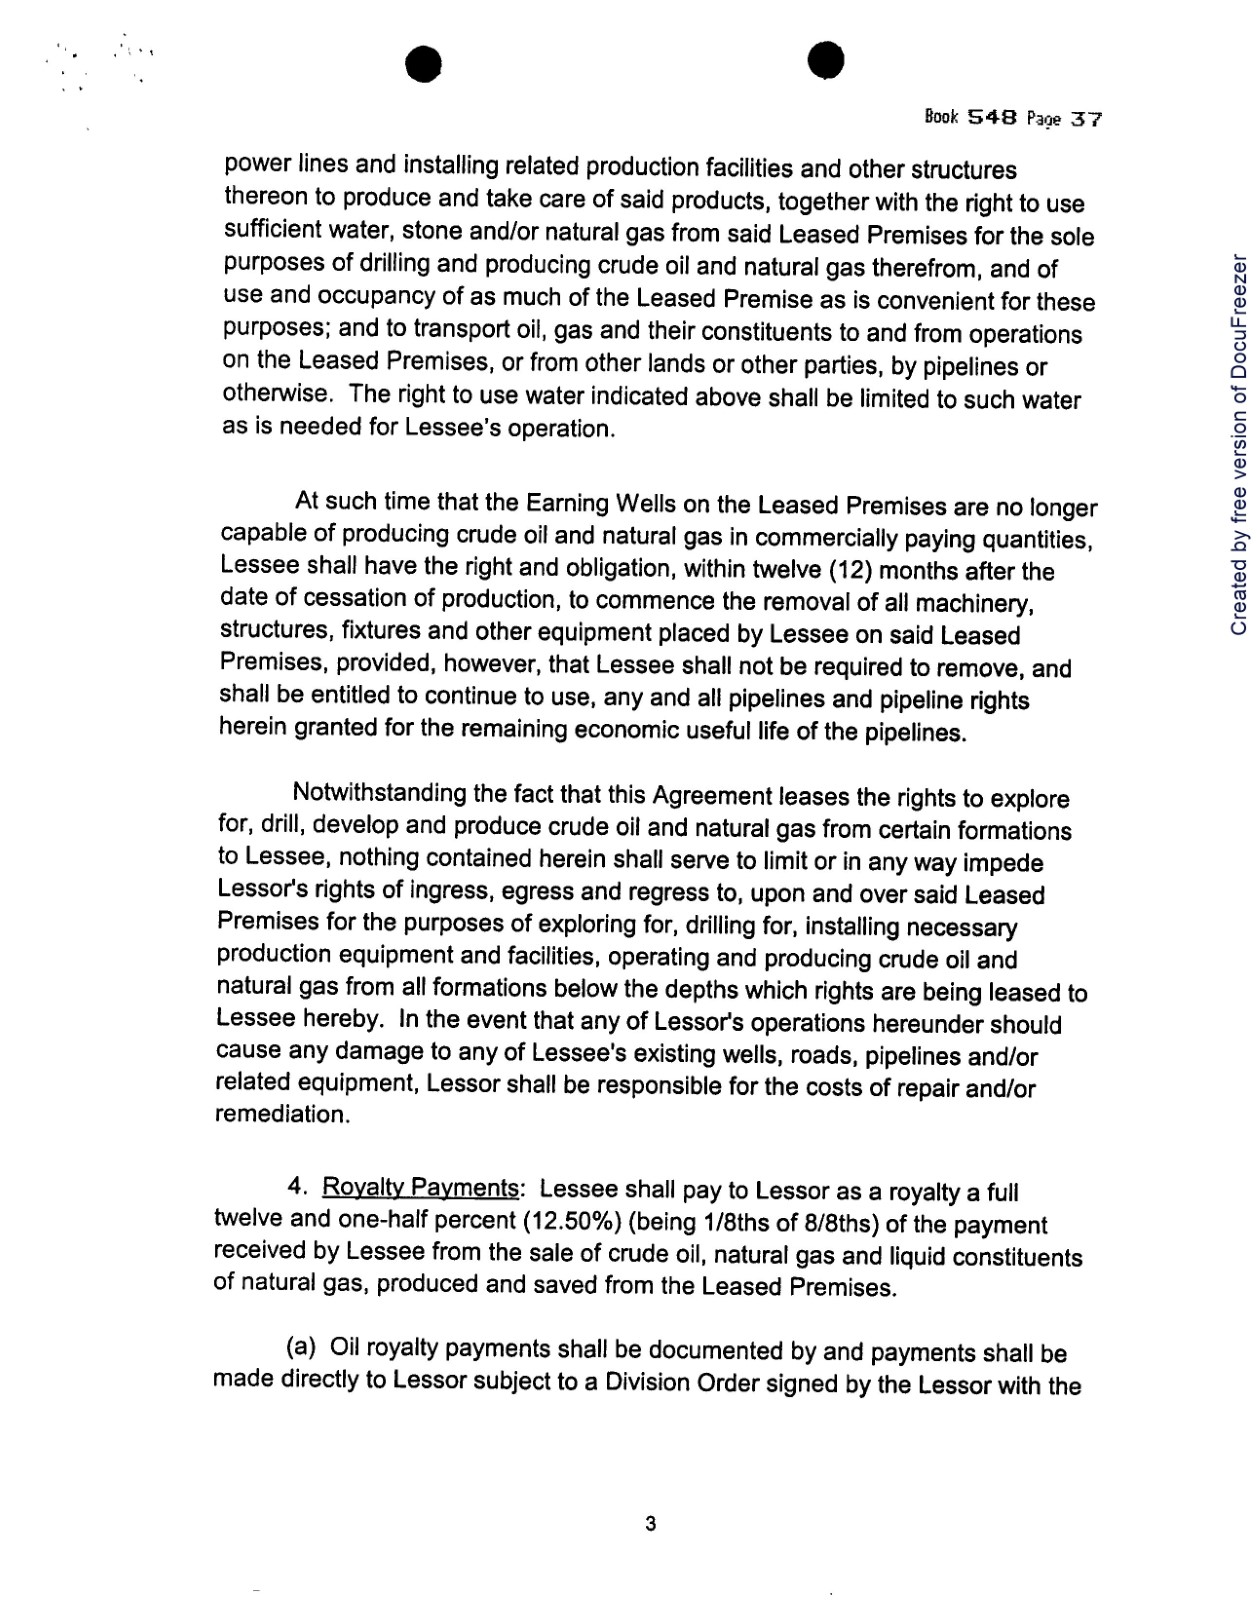 Book 548 Page 37
power lines and installing related production facilities and other structures
thereon to produce and take care of said products, together with the right to use
sufficient water, stone and/or natural gas from said Leased Premises for the sole
purposes of drilling and producing crude oil and natural gas therefrom, and of
use and occupancy of as much of the Leased Premise as is convenient for these
purposes; and to transport oil, gas and their constituents to and from operations
on the Leased Premises, or from other lands or other parties, by pipelines or
otherwise.  The right to use water indicated above shall be limited to such water
as is needed for Lessee's operation.
At such time that the Earning Wells on the Leased Premises are no longer
capable of producing crude oil and natural gas in commercially paying quantities,
Lessee shall have the right and obligation, within twelve (12) months after the
date of cessation of production, to commence the removal of all machinery,
structures, fixtures and other equipment placed by Lessee on said Leased
Premises, provided, however, that Lessee shall not be required to remove, and
shall be entitled to continue to use, any and all pipelines and pipeline rights
herein granted for the remaining economic useful life of the pipelines.
Notwithstanding the fact that this Agreement leases the rights to explore
for, drill, develop and produce crude oil and natural gas from certain formations
to Lessee, nothing contained herein shall serve to limit or in any way impede
Lessor's rights of ingress, egress and regress to, upon and over said Leased
Premises for the purposes of exploring for, drilling for, installing necessary
production equipment and facilities, operating and producing crude oil and
natural gas from all formations below the depths which rights are being leased to
Lessee hereby.  In the event that any of Lessor's operations hereunder should
cause any damage to any of Lessee's existing wells, roads, pipelines and/or
related equipment, Lessor shall be responsible for the costs of repair and/or
remediation.
4.  Royalty Payments:  Lessee shall pay to Lessor as a royalty a full
twelve and one-half percent (12.50%) (being 1/8ths of 8/8ths) of the payment
received by Lessee from the sale of crude oil, natural gas and liquid constituents
of natural gas, produced and saved from the Leased Premises.
(a)  Oil royalty payments shall be documented by and payments shall be
made directly to Lessor subject to a Division Order signed by the Lessor with the
3
Created by free version of DocuFreezer